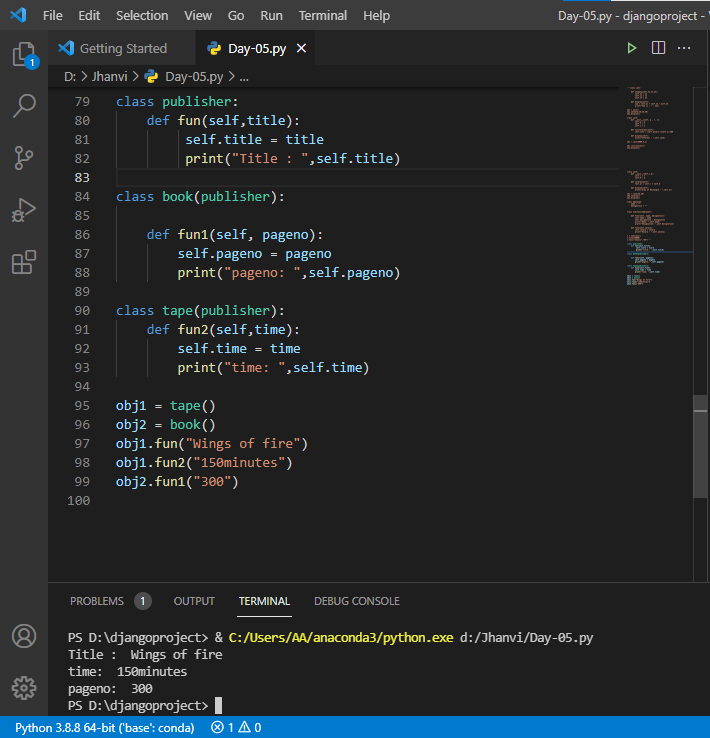 File Edit Selection View Go Run Terminal Help Day-05.py - djangoproject -
Getting Started Day-05.py
D: > Jhanvi > Day-05.py > ...
79 class publisher:
80 def fun(self,title):
81 self.title = title
82 print("Title : ",self.title)
83
84 class book(publisher):
85
86 def fun1(self, pageno):
87 self.pageno = pageno
88 print("pageno: ",self.pageno)
89
90 class tape(publisher):
91 def fun2(self,time):
92 self.time = time
93 print("time: ",self.time)
94
95 obj1 = tape()
96 obj2 = book()
97 obj1.fun("Wings of fire")
98 obj1.fun2("150minutes")
99 obj2.fun1("300")
100
1
PROBLEMS 1 OUTPUT TERMINAL DEBUG CONSOLE
PS D:\djangoproject> & C:/Users/AA/anaconda3/python.exe d:/Jhanvi/Day-05.py
Title :  Wings of fire
time:  150minutes
pageno:  300
PS D:\djangoproject>
Python 3.8.8 64-bit ('base': conda) 1 0